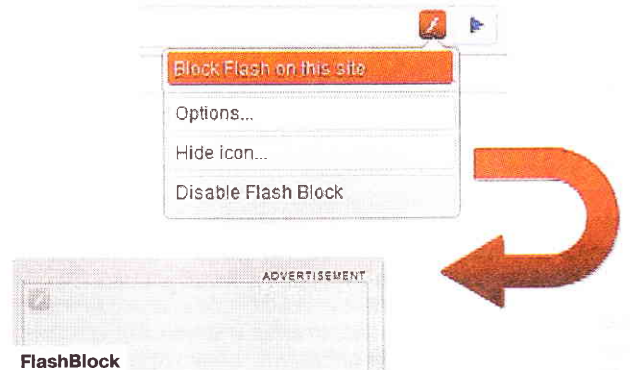 Block Flash on this site
Options...
Hide icon...
Disable Flash Block
ADVERTISEMENT
FlashBlock